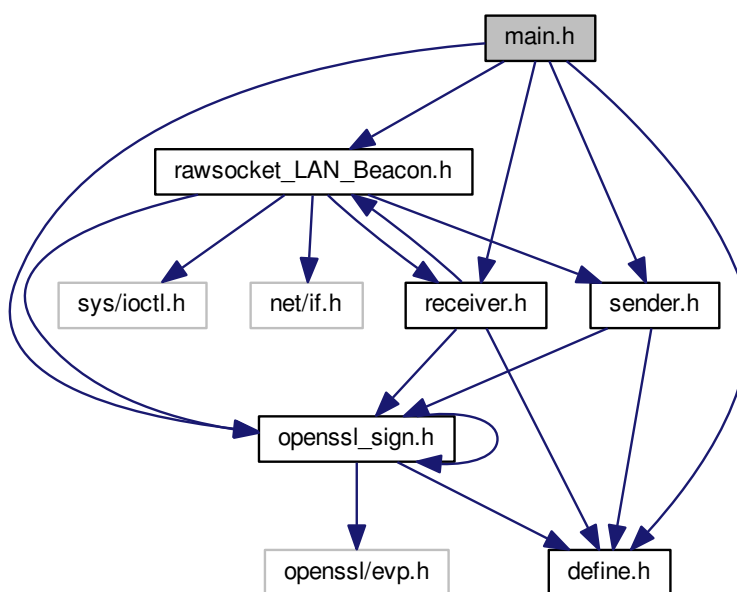 main.h
rawsocket_LAN_Beacon.h
sys/ioctl.h
net/if.h
receiver.h
sender.h
openssl_sign.h
openssl/evp.h
define.h